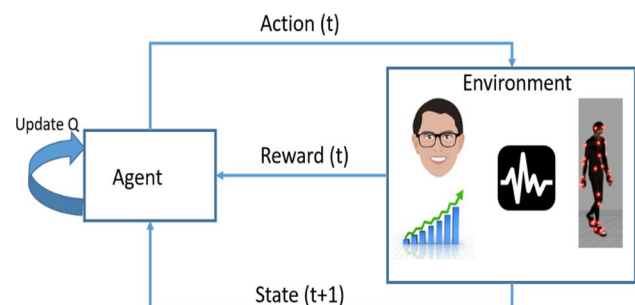 Action (t)
Environment
Update Q
Agent
Reward (t)
State (t+1)